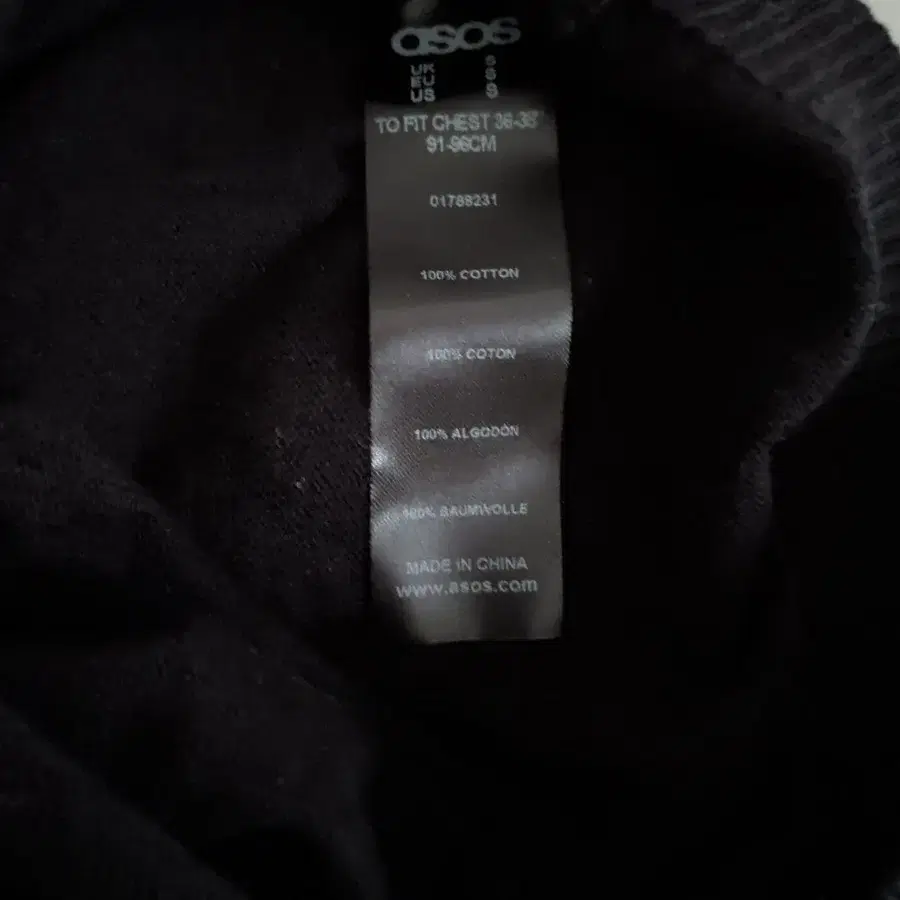 asos
UK S
EU S
US S
TO FIT CHEST 36-38"
91-96CM
01788231
100% COTTON
100% COTON
100% ALGODÓN
100% BAUMWOLLE
MADE IN CHINA
www.asos.com